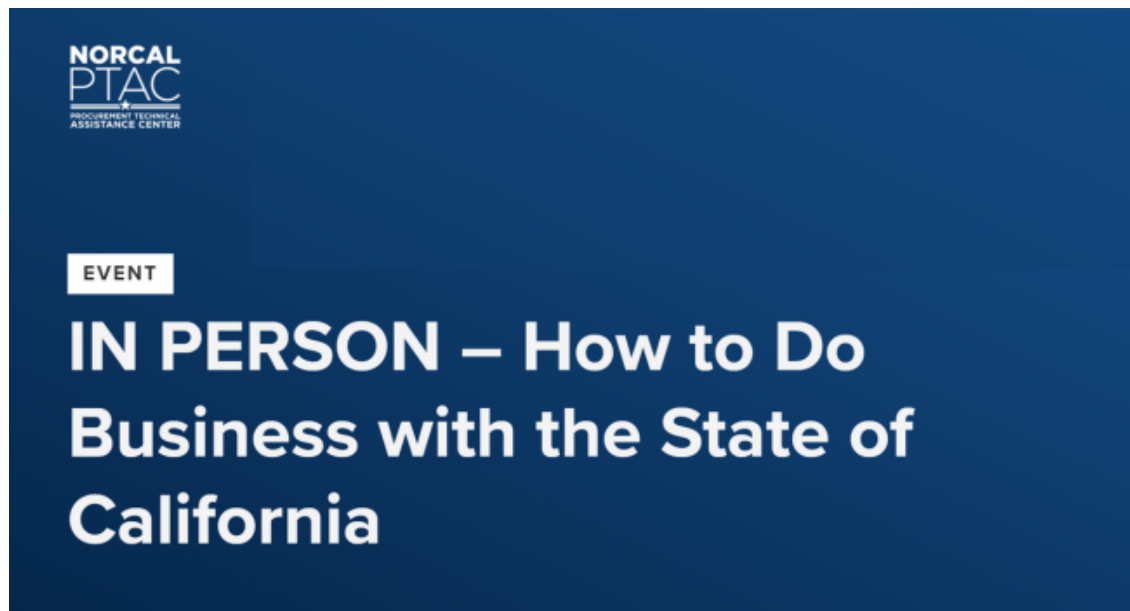 NORCAL
PTAC
PROCUREMENT TECHNICAL
ASSISTANCE CENTER
EVENT
IN PERSON – How to Do
Business with the State of
California